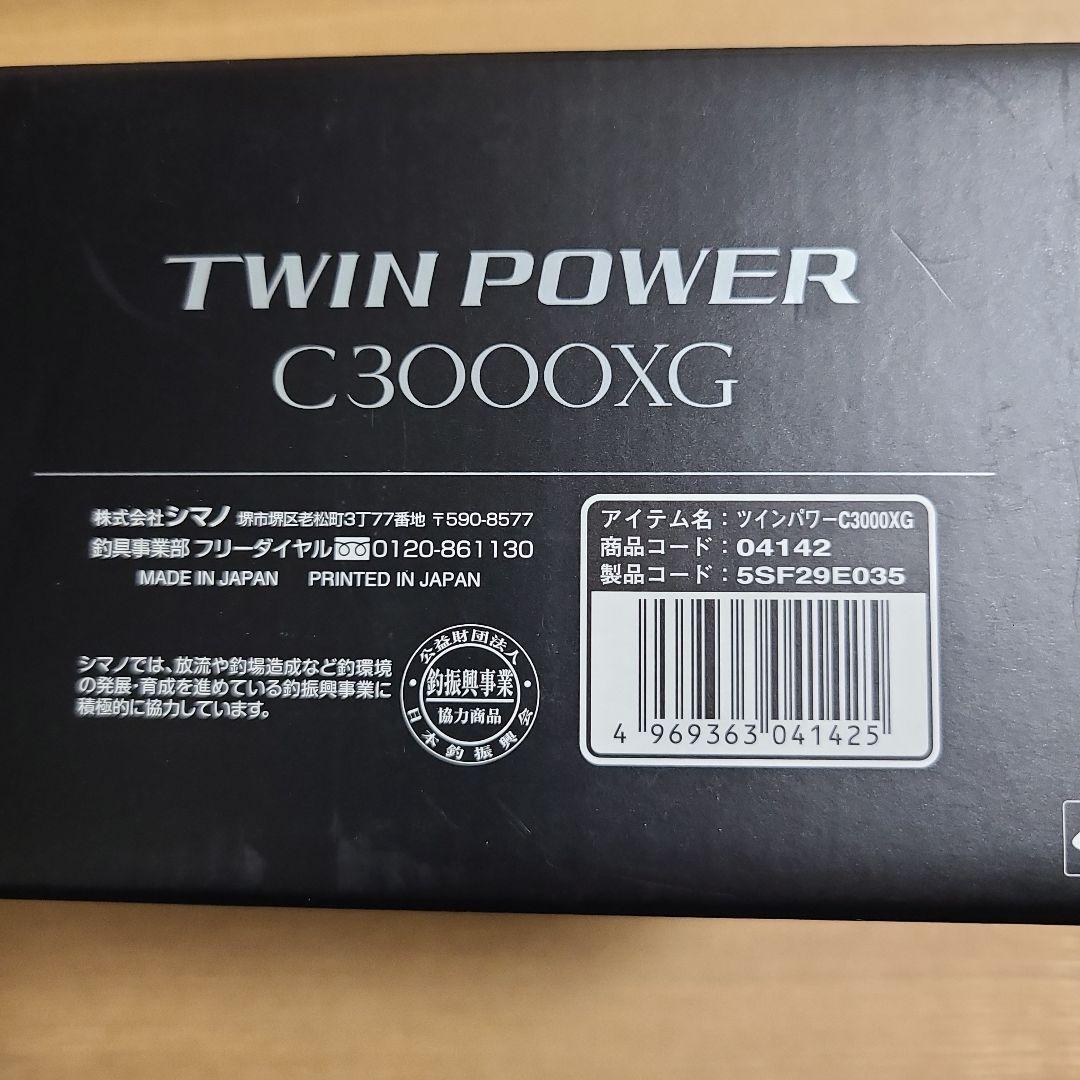 TWIN POWER
C3000XG
株式会社シマノ 堺市堺区老松町3丁77番地 〒590-8577
釣具事業部 フリーダイヤル 0120-861130
MADE IN JAPAN PRINTED IN JAPAN
シマノでは、放流や釣場造成など釣環境
の発展・育成を進めている釣振興事業に
積極的に協力しています。
公益財団法人
釣振興事業
協力商品
日本釣振興会
アイテム名：ツインパワーC3000XG
商品コード：04142
製品コード：5SF29E035
4 969363 041425